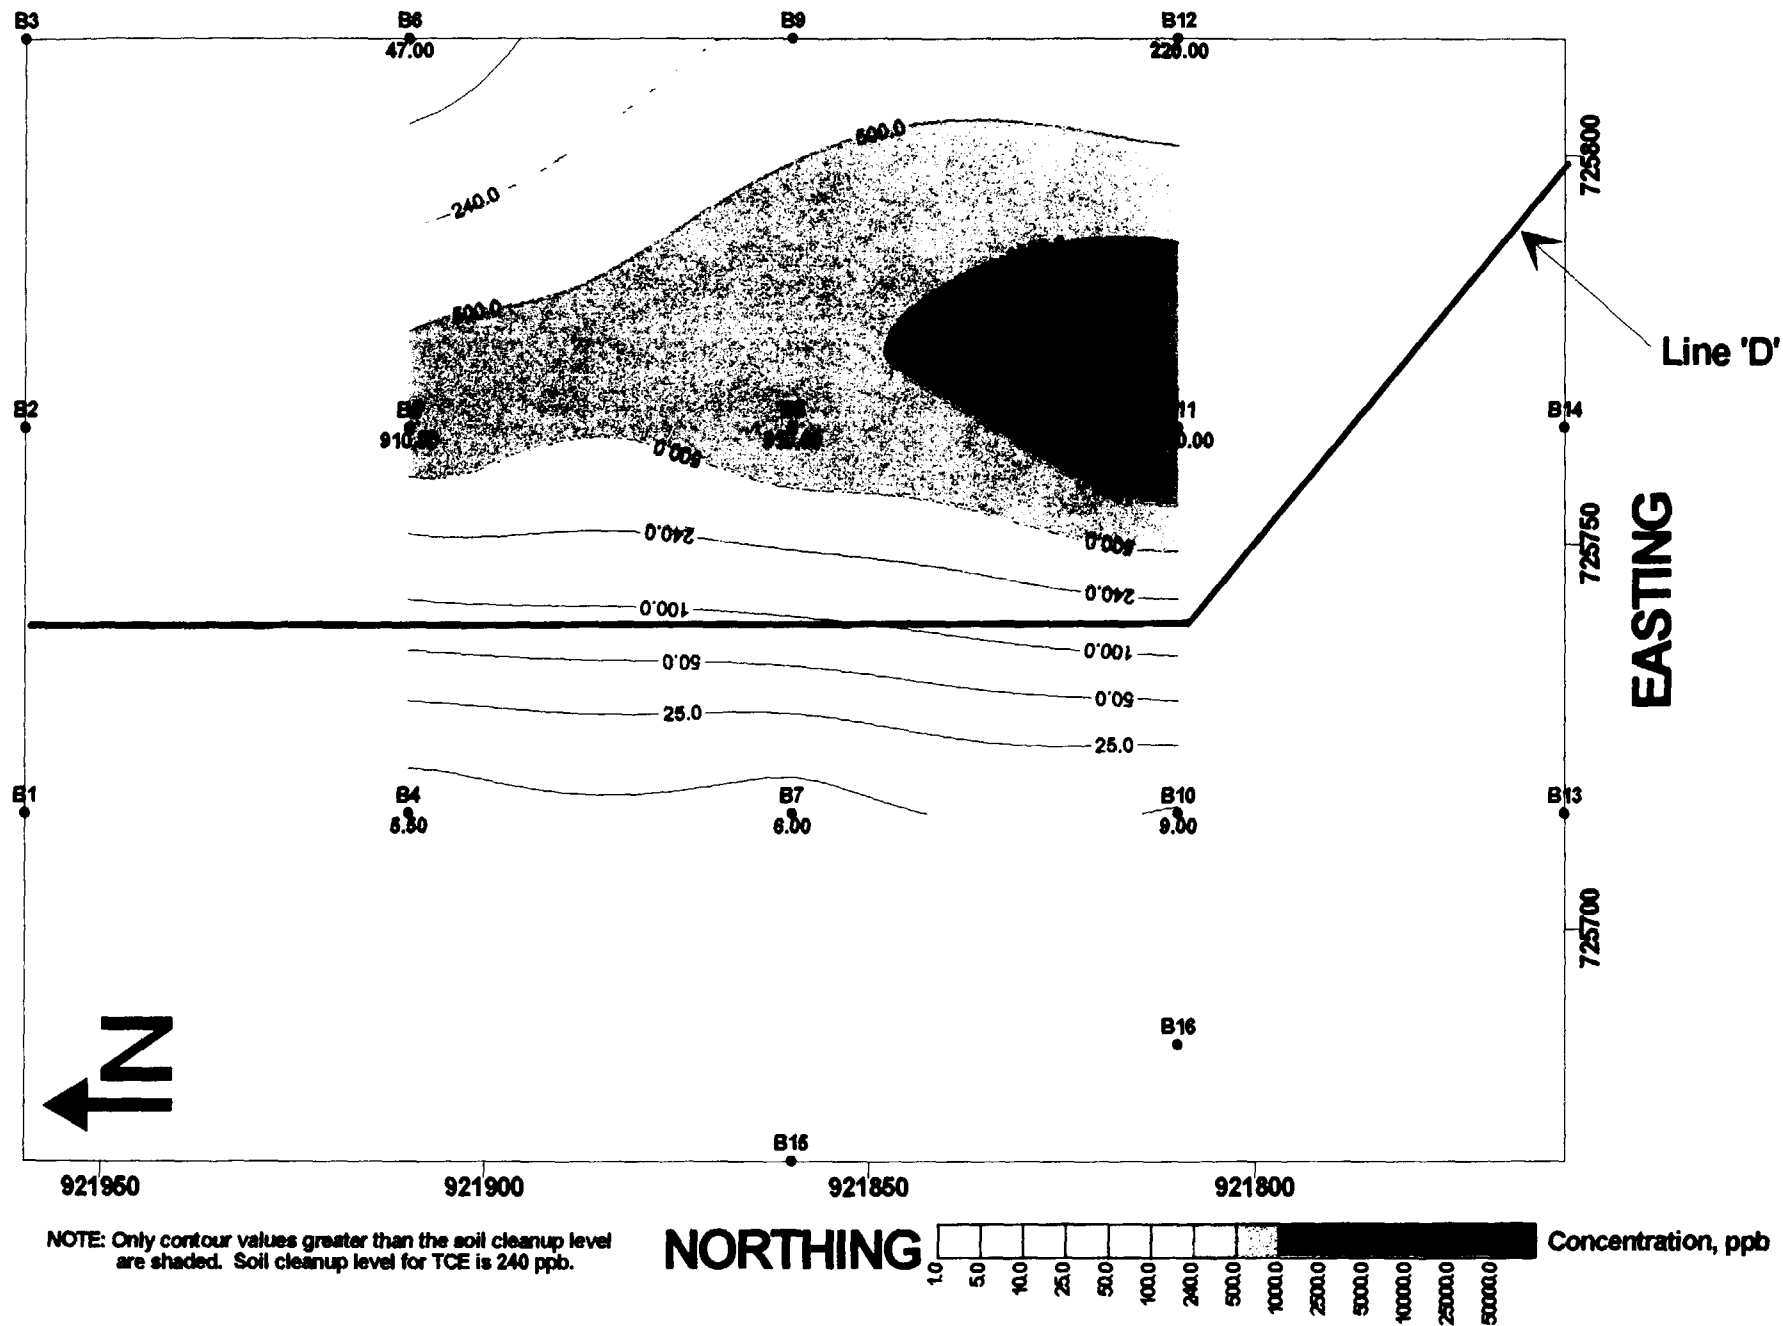 B3
B6
B9
B12
47.00
220.00
500.0
240.0
500.0
725800
Line 'D'
B2
B14
11
0.00
500.0
500.0
240.0
240.0
725750
EASTING
100.0
100.0
50.0
50.0
25.0
25.0
B1
B4
B7
B10
B13
5.50
6.00
9.00
725700
N
B16
B15
921950
921900
921850
921800
NOTE: Only contour values greater than the soil cleanup level
are shaded. Soil cleanup level for TCE is 240 ppb.
NORTHING
Concentration, ppb
1.0
5.0
10.0
25.0
50.0
100.0
240.0
500.0
1000.0
2500.0
5000.0
10000.0
25000.0
50000.0